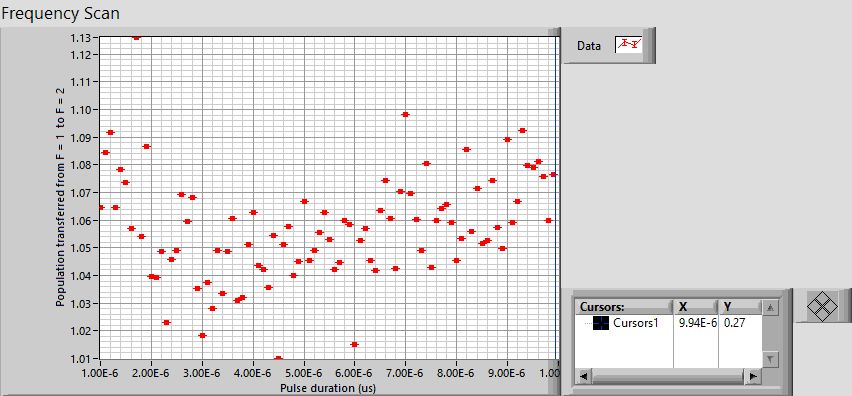 Frequency Scan
Data
1.13
1.12
1.10
1.09
1.08
1.07
1.06
1.05
1.04
1.03
1.02
1.01
Population transferred from F = 1 to F = 2
1.00E-6 2.00E-6 3.00E-6 4.00E-6 5.00E-6 6.00E-6 7.00E-6 8.00E-6 9.00E-6 10.00
Pulse duration (us)
Cursors: X Y
Cursors1 9.94E-6 0.27